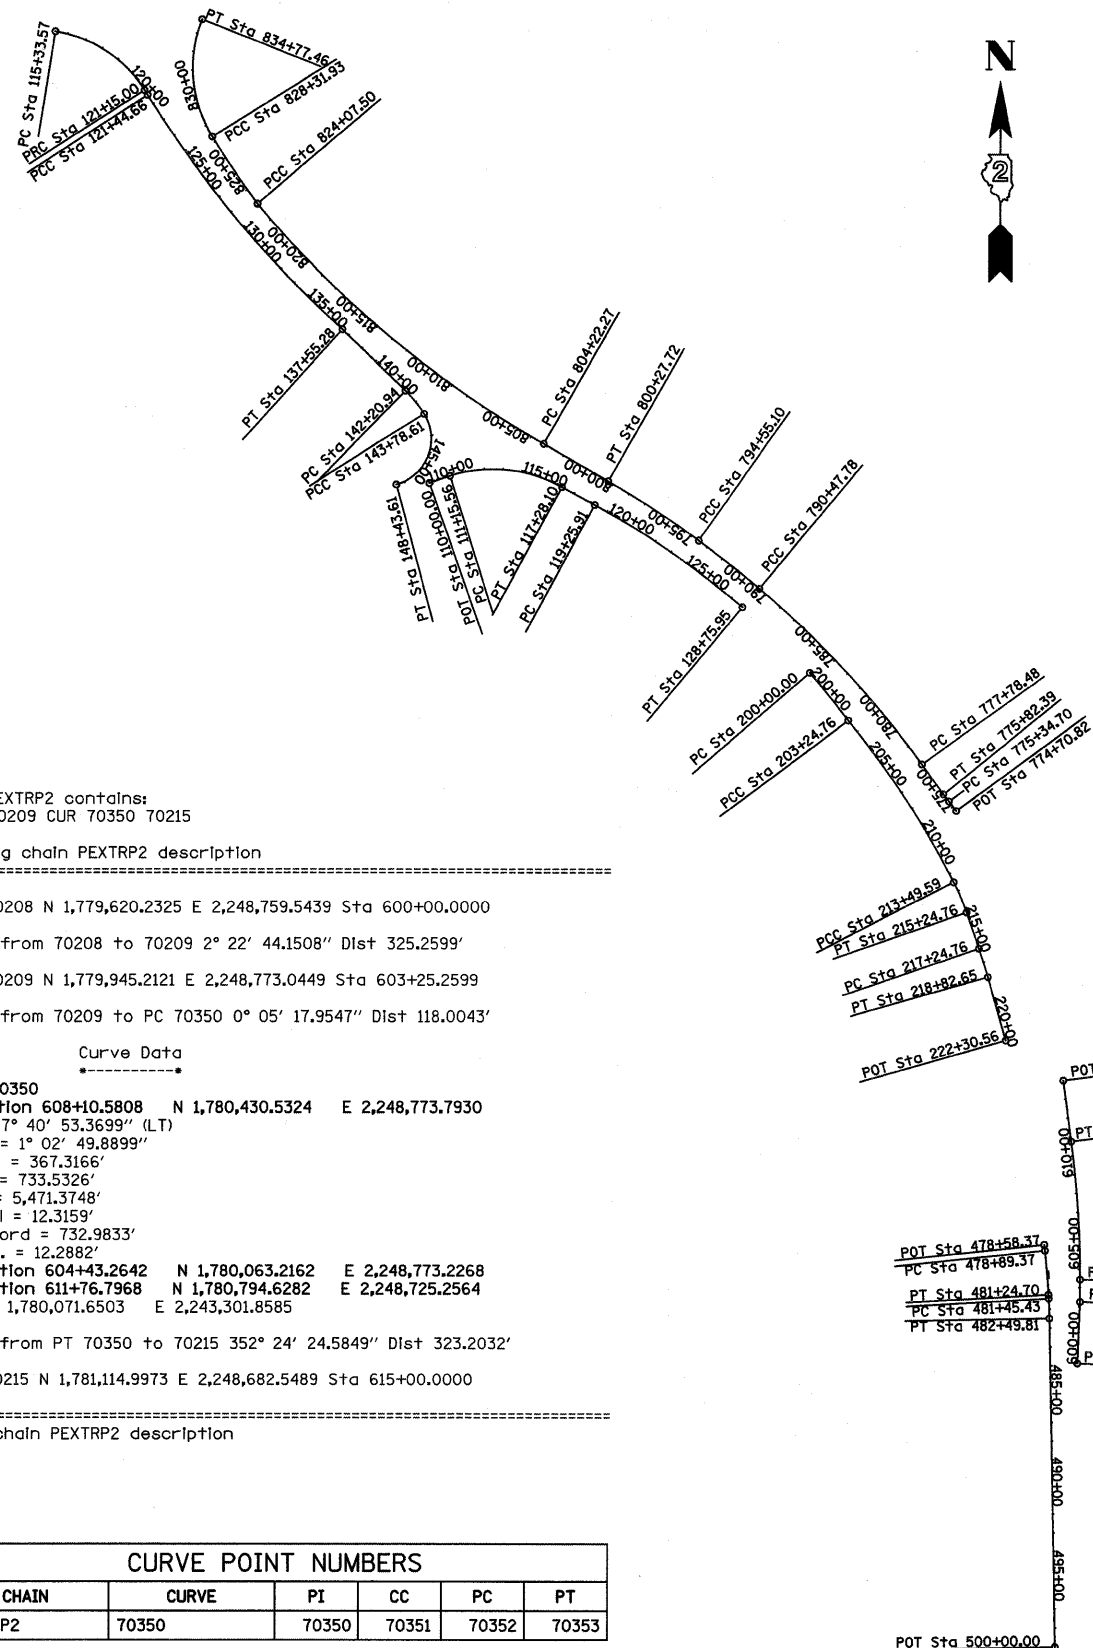 PC Sta 115+33.57
120+00
PRC Sta 121+15.00
PCC Sta 121+44.66
125+00
130+00
135+00
PT Sta 137+55.28
140+00
PC Sta 142+20.94
PCC Sta 143+78.61
145+00
PT Sta 148+43.61
PT Sta 834+77.46
830+00
PCC Sta 828+31.93
825+00
PCC Sta 824+07.50
820+00
815+00
810+00
805+00
PC Sta 804+22.27
PT Sta 800+27.72
800+00
795+00
PCC Sta 794+55.10
790+00
PCC Sta 790+47.78
785+00
780+00
PC Sta 777+78.48
PT Sta 775+82.39
PC Sta 775+34.70
POT Sta 774+70.82
775+00
N
2
110+00
POT Sta 110+00.00
PC Sta 111+15.56
115+00
PT Sta 117+28.10
PC Sta 119+25.91
120+00
125+00
PT Sta 128+75.95
PC Sta 200+00.00
200+00
PCC Sta 203+24.76
205+00
210+00
PCC Sta 213+49.59
PT Sta 215+24.76
215+00
PC Sta 217+24.76
PT Sta 218+82.65
220+00
POT Sta 222+30.56
EXTRP2 contains:
0209 CUR 70350 70215
g chain PEXTRP2 description
0208 N 1,779,620.2325 E 2,248,759.5439 Sta 600+00.0000
from 70208 to 70209 2° 22' 44.1508" Dist 325.2599'
0209 N 1,779,945.2121 E 2,248,773.0449 Sta 603+25.2599
from 70209 to PC 70350 0° 05' 17.9547" Dist 118.0043'
Curve Data
*----------*
0350
tion 608+10.5808 N 1,780,430.5324 E 2,248,773.7930
7° 40' 53.3699" (LT)
= 1° 02' 49.8899"
= 367.3166'
= 733.5326'
= 5,471.3748'
l = 12.3159'
ord = 732.9833'
. = 12.2882'
tion 604+43.2642 N 1,780,063.2162 E 2,248,773.2268
tion 611+76.7968 N 1,780,794.6282 E 2,248,725.2564
1,780,071.6503 E 2,243,301.8585
from PT 70350 to 70215 352° 24' 24.5849" Dist 323.2032'
0215 N 1,781,114.9973 E 2,248,682.5489 Sta 615+00.0000
chain PEXTRP2 description
POT
PT
610+00
605+00
600+00
P
P
P
POT Sta 478+58.37
PC Sta 478+89.37
PT Sta 481+24.70
PC Sta 481+45.43
PT Sta 482+49.81
485+00
490+00
495+00
POT Sta 500+00.00
CURVE POINT NUMBERS
CHAIN CURVE PI CC PC PT
P2 70350 70350 70351 70352 70353